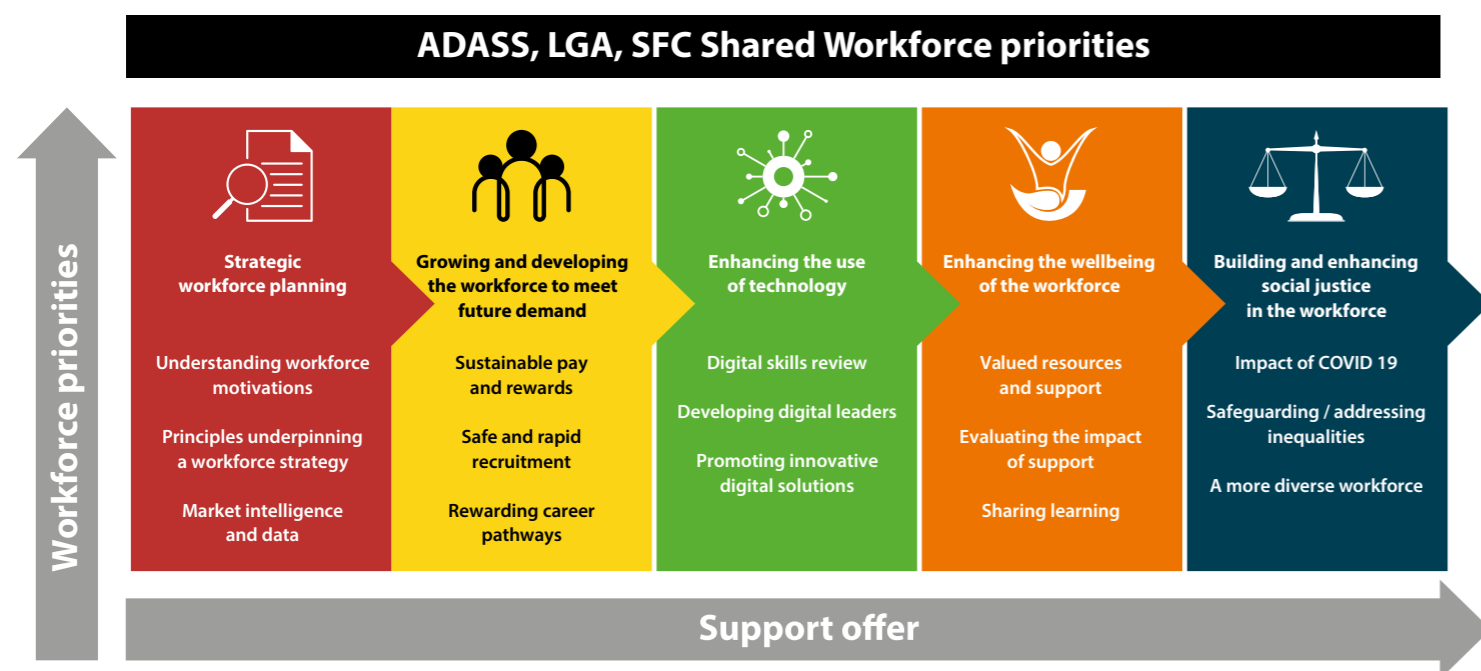 ADASS, LGA, SFC Shared Workforce priorities
Workforce priorities
Strategic
workforce planning
Understanding workforce
motivations
Principles underpinning
a workforce strategy
Market intelligence
and data
Growing and developing
the workforce to meet
future demand
Sustainable pay
and rewards
Safe and rapid
recruitment
Rewarding career
pathways
Enhancing the use
of technology
Digital skills review
Developing digital leaders
Promoting innovative
digital solutions
Enhancing the wellbeing
of the workforce
Valued resources
and support
Evaluating the impact
of support
Sharing learning
Building and enhancing
social justice
in the workforce
Impact of COVID 19
Safeguarding / addressing
inequalities
A more diverse workforce
Support offer